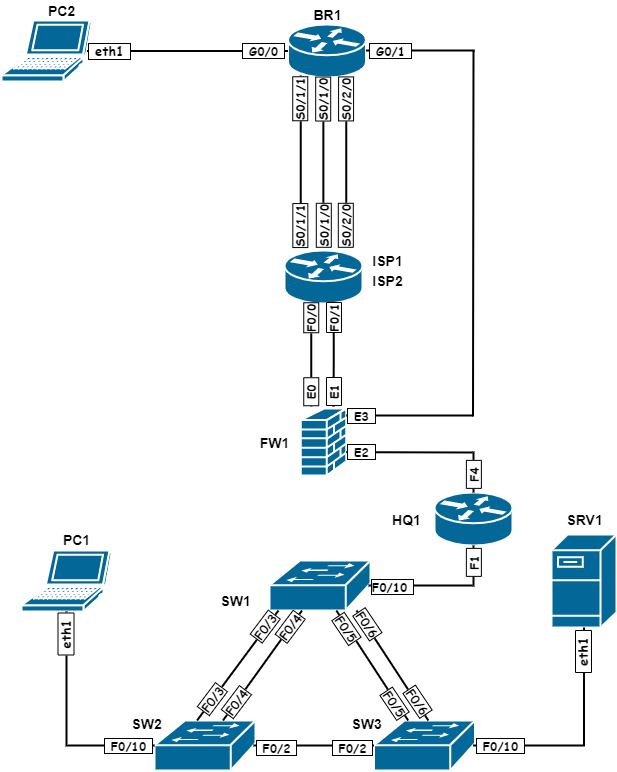 PC2
BR1
eth1
G0/0
G0/1
S0/1/1
S0/1/0
S0/2/0
S0/1/1
S0/1/0
S0/2/0
ISP1
ISP2
F0/0
F0/1
E0
E1
E3
FW1
E2
F4
HQ1
SRV1
F1
PC1
SW1
F0/10
eth1
F0/3
F0/4
F0/5
F0/6
eth1
F0/3
F0/4
F0/5
F0/6
SW2
SW3
F0/10
F0/2
F0/2
F0/10